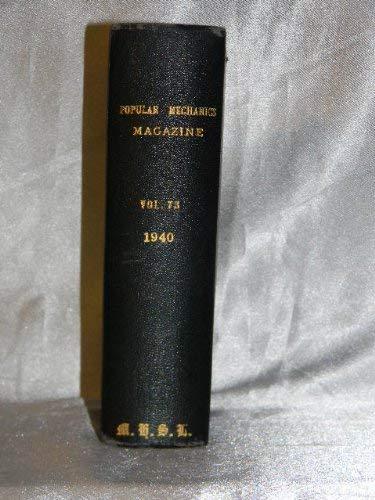 POPULAR MECHANICS
MAGAZINE
VOL. 73
1940
M. H. S. L.